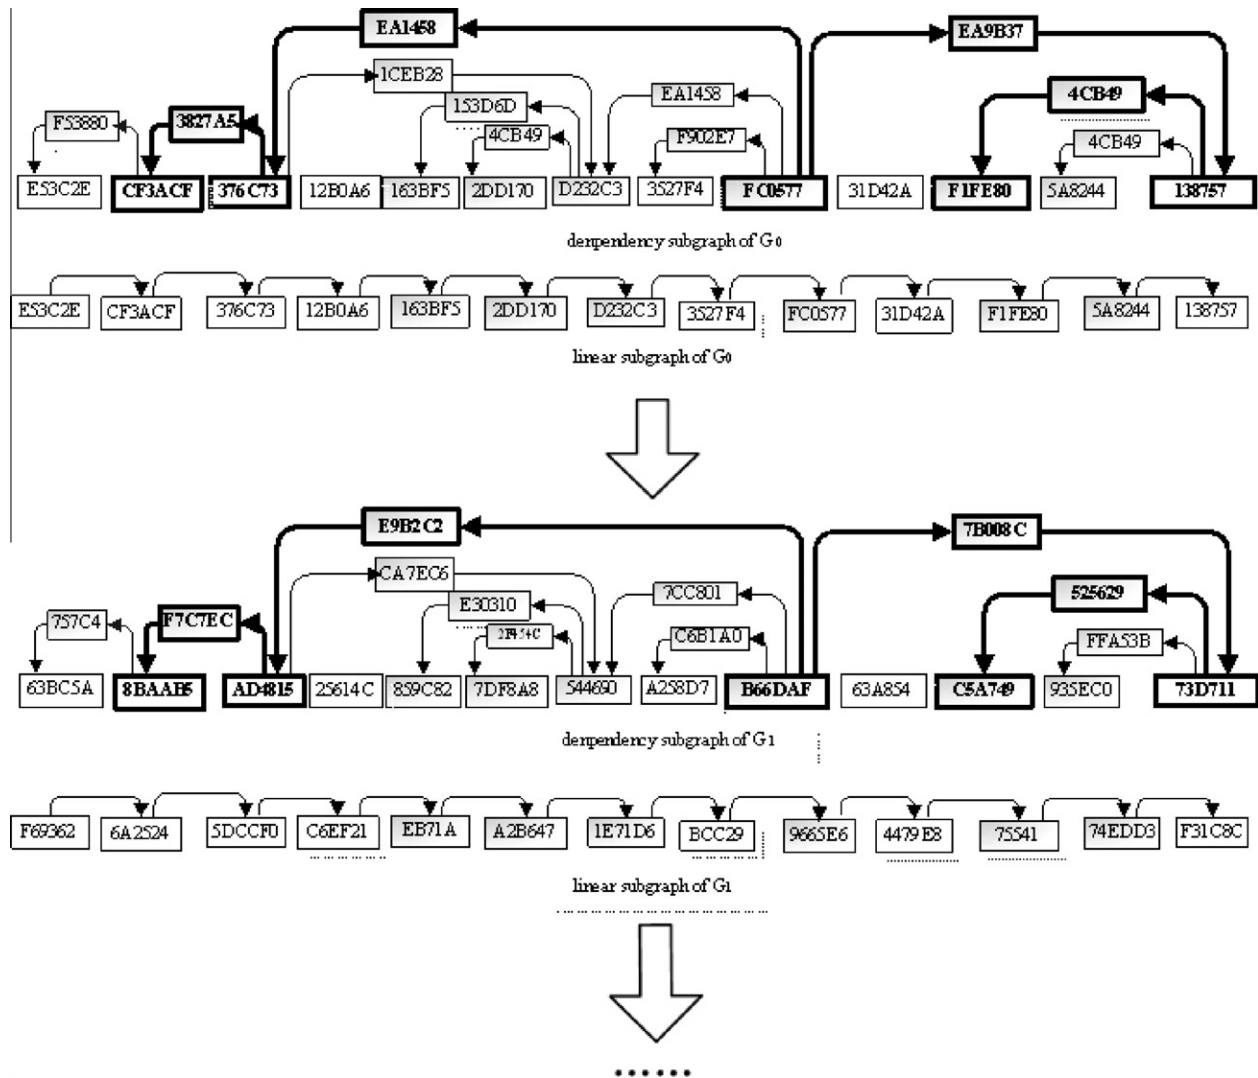 EA1458 EA9B37
1CEB28
153D6D EA1458 4CB49
F53880 3827A5 4CB49 F902E7 4CB49
E53C2E CF3ACF 376C73 12B0A6 163BF5 2DD170 D232C3 3527F4 FC0577 31D42A F1FE80 5A8244 138757
denpendency subgraph of G0
E53C2E CF3ACF 376C73 12B0A6 163BF5 2DD170 D232C3 3527F4 FC0577 31D42A F1FE80 5A8244 138757
linear subgraph of G0
E9B2C2 7B008C
CA7EC6
E30310 7CC801 525629
757C4 F7C7EC C6B1A0 FFA53B
63BC5A 8BAAB5 AD4815 25614C 859C82 7DF8A8 544690 A258D7 B66DAF 63A854 C5A749 935EC0 73D711
denpendency subgraph of G1
F69362 6A2524 5DCCF0 C6EF21 EB71A A2B647 1E71D6 BCC29 9665E6 4479E8 75541 74EDD3 F31C8C
linear subgraph of G1
......